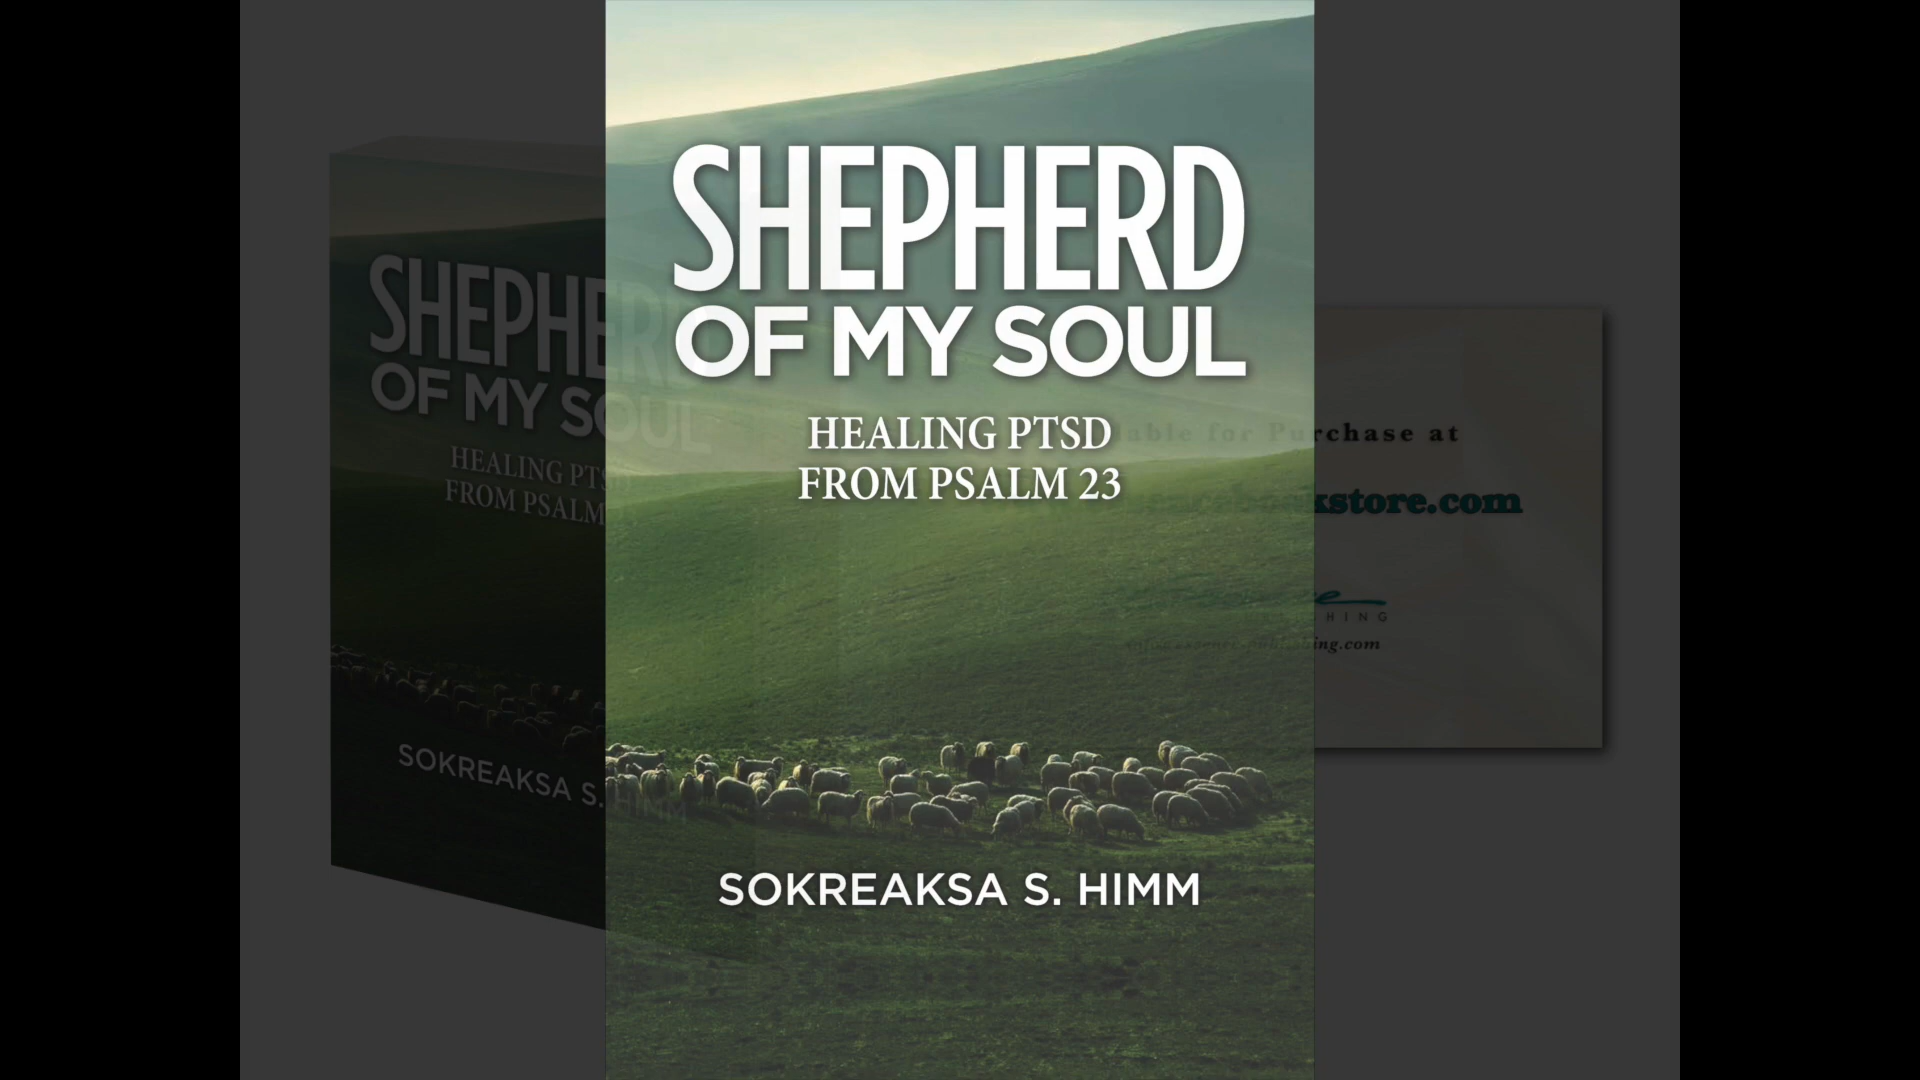 SHEPHERD
OF MY SOUL
HEALING PTSD
FROM PSALM 23
SOKREAKSA S. HIMM
SHEPHERD
OF MY SOUL
HEALING PTSD
FROM PSALM
SOKREAKSA S. HIMM
for Purchase at